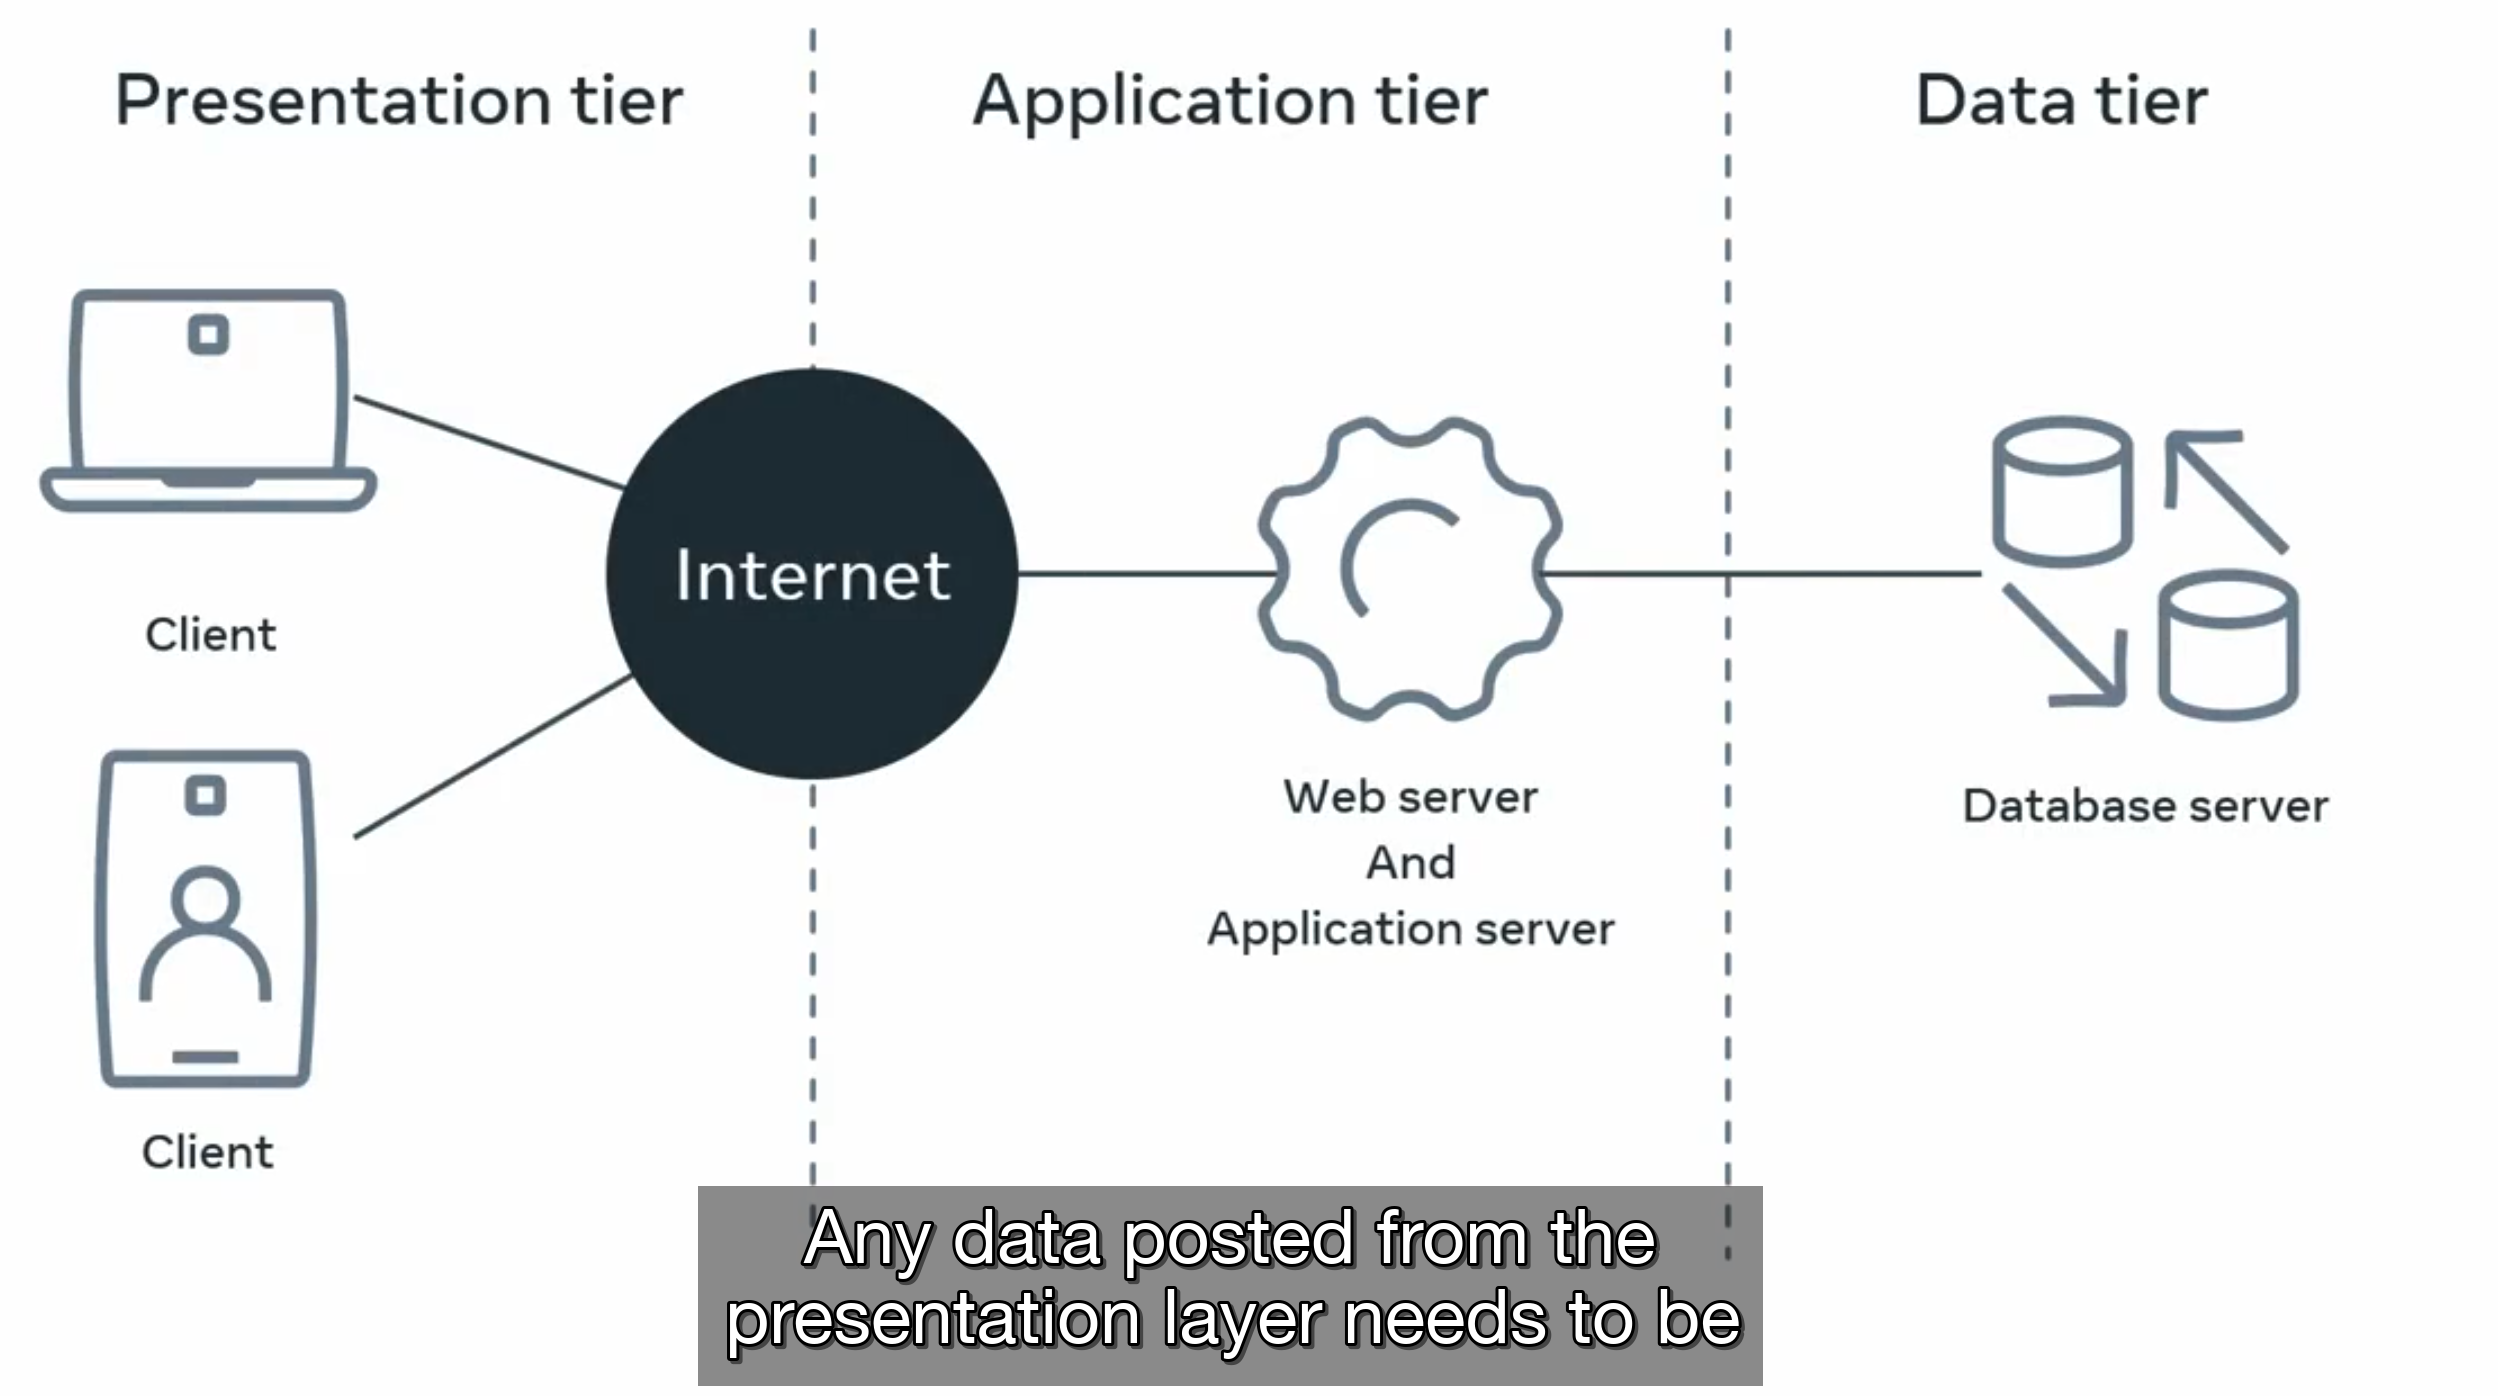 Presentation tier
Application tier
Data tier
Client
Internet
Web server
And
Application server
Database server
Client
Any data posted from the
presentation layer needs to be